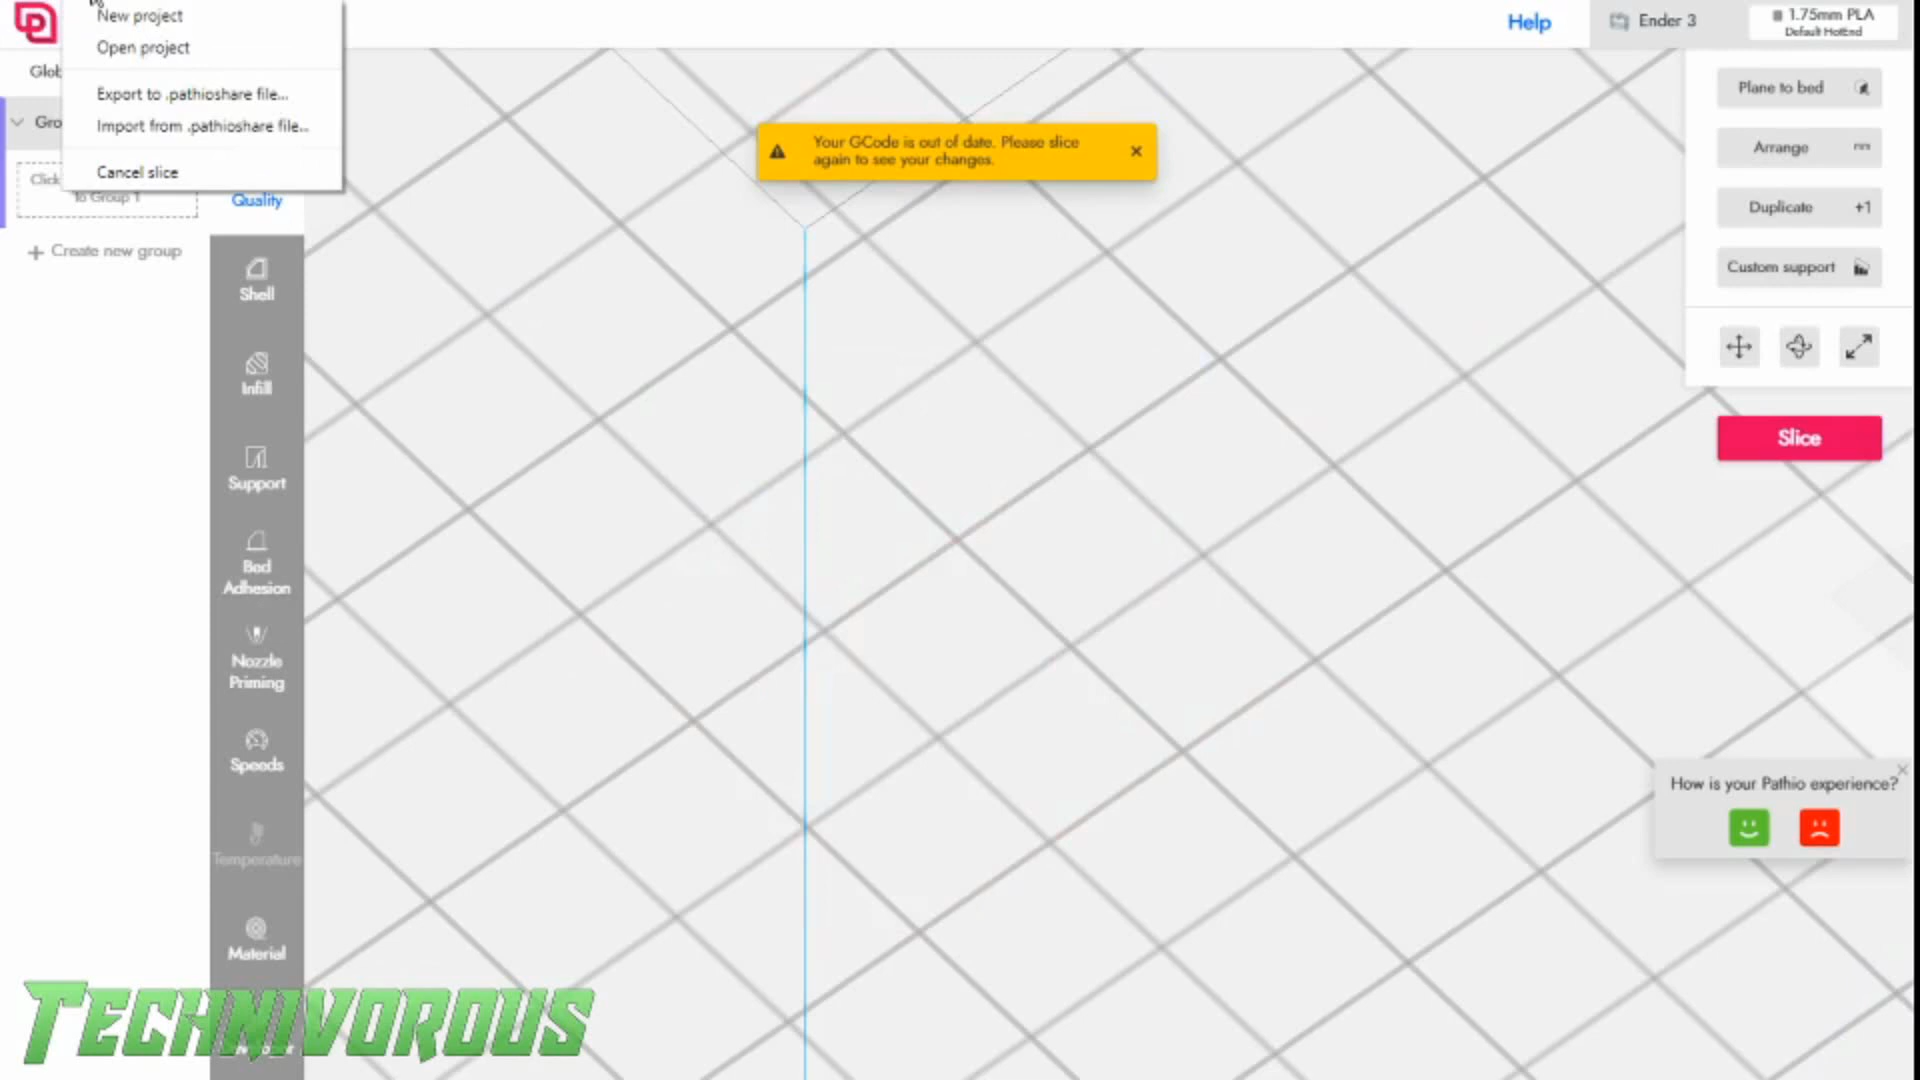 New project
Open project
Export to .pathioshare file...
Import from .pathioshare file...
Cancel slice
Help
Ender 3
1.75mm PLA
Default HotEnd
Glob
Gro
Click
to Group 1
+ Create new group
Quality
Shell
Infill
Support
Bed
Adhesion
Nozzle
Priming
Speeds
Temperature
Material
Your GCode is out of date. Please slice
again to see your changes.
Plane to bed
Arrange
Duplicate +1
Custom support
Slice
How is your Pathio experience?
TECHNIVOROUS